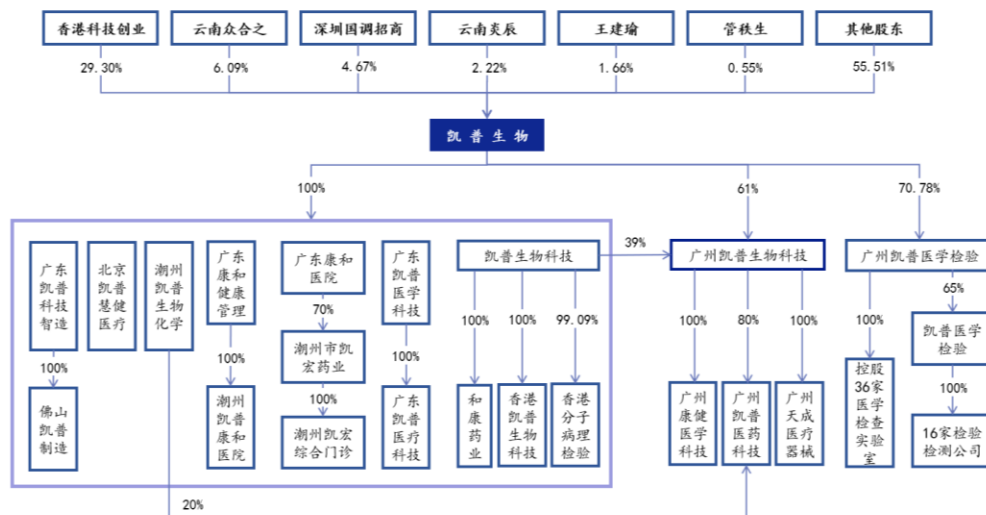 香港科技创业
云南众合之
深圳国调招商
云南炎辰
王建瑜
管秩生
其他股东
29.30%
6.09%
4.67%
2.22%
1.66%
0.55%
55.51%
凯普生物
100%
61%
70.78%
广东凯普科技智造
北京凯普慧健医疗
潮州凯普生物化学
广东康和健康管理
广东康和
医院
广东凯普医学科技
凯普生物科技
39%
广州凯普生物科技
广州凯普医学检验
70%
100%
100%
99.09%
100%
80%
100%
100%
65%
100%
100%
潮州市凯
宏药业
100%
凯普医学
检验
100%
100%
佛山凯普制造
潮州凯普康和医院
潮州凯宏
综合门诊
广东凯普医疗科技
和康药业
香港凯普生物科技
香港分子病理检验
广州康健医学科技
广州凯普医药科技
广州天成医疗器械
控股
36家
医学
检查
实验
室
16家检验
检测公司
20%